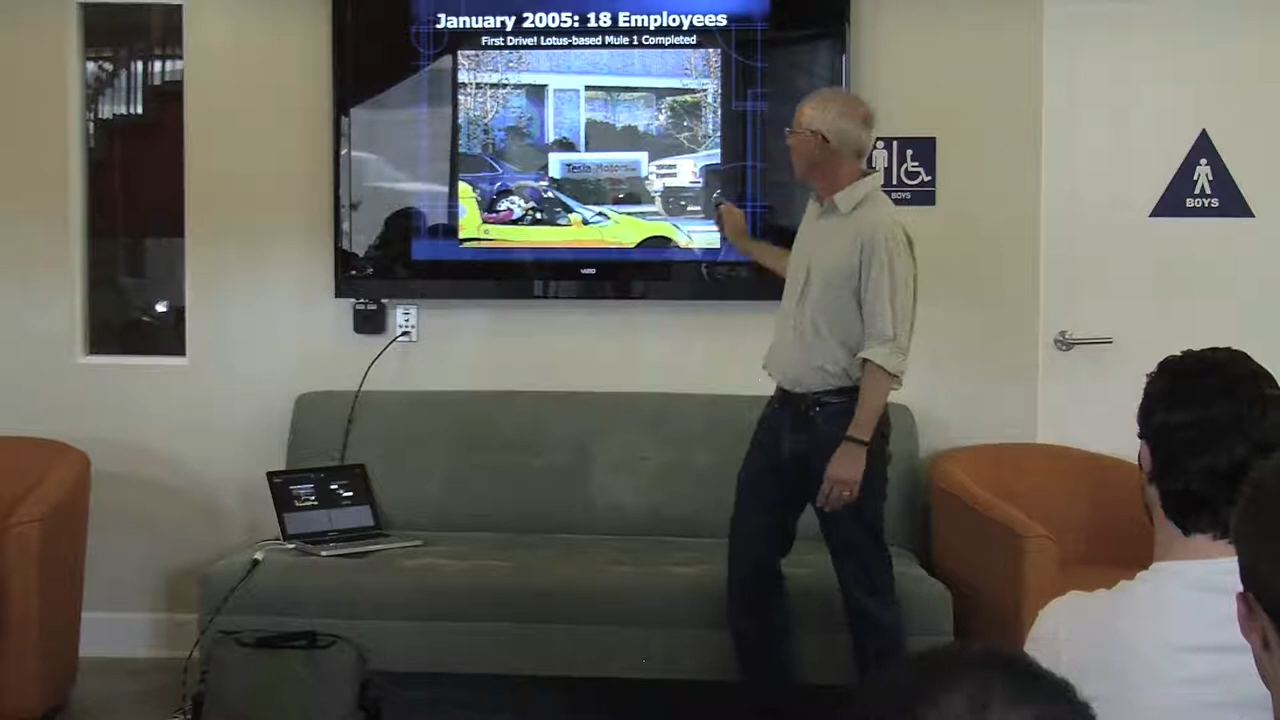 January 2005: 18 Employees
First Drive! Lotus-based Mule 1 Completed
Tesla Motors
VIZIO
BOYS
BOYS